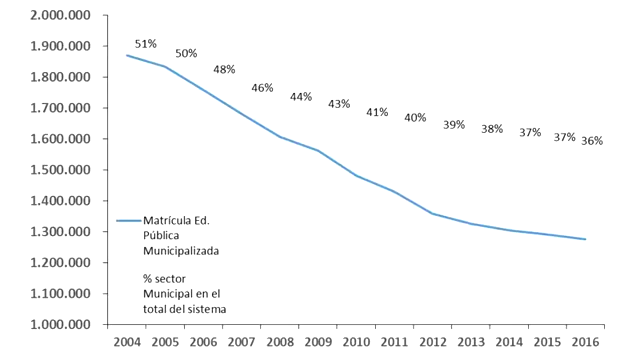 2.000.000
1.900.000
1.800.000
1.700.000
1.600.000
1.500.000
1.400.000
1.300.000
1.200.000
1.100.000
1.000.000
51% 50% 48% 46% 44% 43% 41% 40% 39% 38% 37% 37% 36%
Matrícula Ed.
Pública
Municipalizada
% sector
Municipal en el
total del sistema
2004 2005 2006 2007 2008 2009 2010 2011 2012 2013 2014 2015 2016